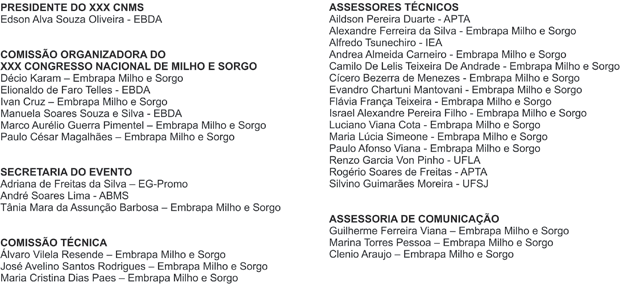 PRESIDENTE DO XXX CNMS
Edson Alva Souza Oliveira - EBDA
COMISSÃO ORGANIZADORA DO
XXX CONGRESSO NACIONAL DE MILHO E SORGO
Décio Karam – Embrapa Milho e Sorgo
Elionaldo de Faro Telles - EBDA
Ivan Cruz – Embrapa Milho e Sorgo
Manuela Soares Souza e Silva - EBDA
Marco Aurélio Guerra Pimentel – Embrapa Milho e Sorgo
Paulo César Magalhães – Embrapa Milho e Sorgo
SECRETARIA DO EVENTO
Adriana de Freitas da Silva – EG-Promo
André Soares Lima - ABMS
Tânia Mara da Assunção Barbosa – Embrapa Milho e Sorgo
COMISSÃO TÉCNICA
Álvaro Vilela Resende – Embrapa Milho e Sorgo
José Avelino Santos Rodrigues – Embrapa Milho e Sorgo
Maria Cristina Dias Paes – Embrapa Milho e Sorgo
ASSESSORES TÉCNICOS
Aildson Pereira Duarte - APTA
Alexandre Ferreira da Silva - Embrapa Milho e Sorgo
Alfredo Tsunechiro - IEA
Andrea Almeida Carneiro - Embrapa Milho e Sorgo
Camilo De Lelis Teixeira De Andrade - Embrapa Milho e Sorgo
Cícero Bezerra de Menezes - Embrapa Milho e Sorgo
Evandro Chartuni Mantovani - Embrapa Milho e Sorgo
Flávia França Teixeira - Embrapa Milho e Sorgo
Israel Alexandre Pereira Filho - Embrapa Milho e Sorgo
Luciano Viana Cota - Embrapa Milho e Sorgo
Maria Lúcia Simeone - Embrapa Milho e Sorgo
Paulo Afonso Viana - Embrapa Milho e Sorgo
Renzo Garcia Von Pinho - UFLA
Rogério Soares de Freitas - APTA
Silvino Guimarães Moreira - UFSJ
ASSESSORIA DE COMUNICAÇÃO
Guilherme Ferreira Viana – Embrapa Milho e Sorgo
Marina Torres Pessoa – Embrapa Milho e Sorgo
Clenio Araujo – Embrapa Milho e Sorgo